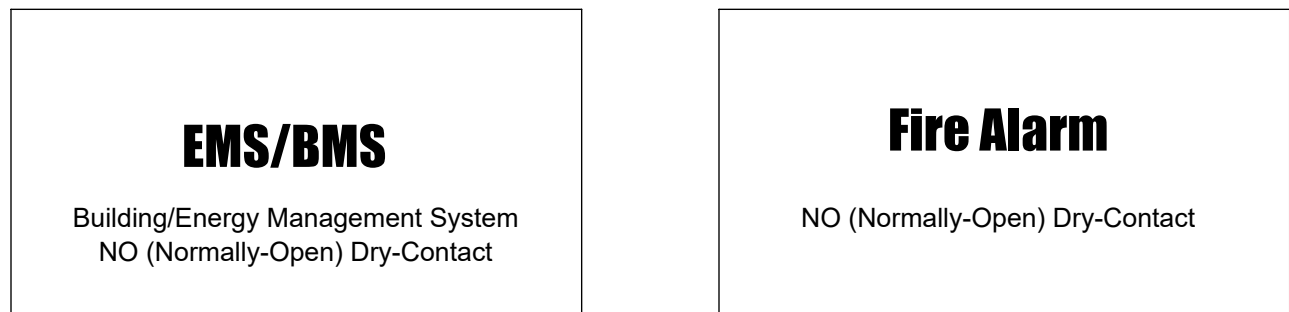 EMS/BMS
Building/Energy Management System
NO (Normally-Open) Dry-Contact
Fire Alarm
NO (Normally-Open) Dry-Contact